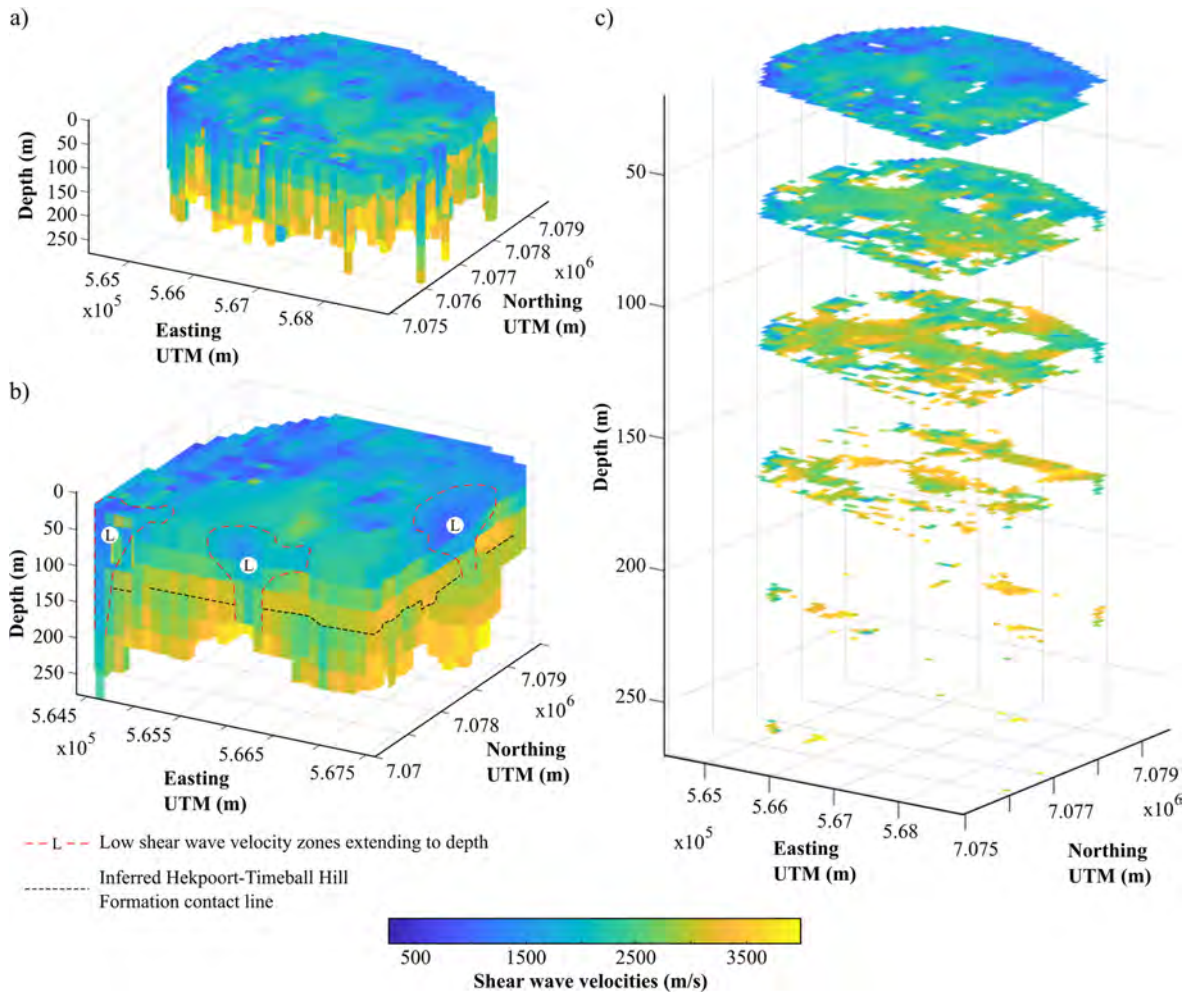 a)
0
50
100
150
200
250
Depth (m)
5.65
5.66
5.67
5.68
x10⁵
Easting
UTM (m)
7.075
7.076
7.077
7.078
7.079
x10⁶
Northing
UTM (m)
b)
0
50
100
150
200
250
Depth (m)
L
L
L
5.645
5.655
5.665
5.675
x10⁵
Easting
UTM (m)
7.07
7.078
7.079
x10⁶
Northing
UTM (m)
c)
50
100
150
200
250
Depth (m)
5.65
5.66
5.67
5.68
x10⁵
Easting
UTM (m)
7.075
7.077
7.079
x10⁶
Northing
UTM (m)
L Low shear wave velocity zones extending to depth
Inferred Hekpoort-Timeball Hill
Formation contact line
500 1500 2500 3500
Shear wave velocities (m/s)